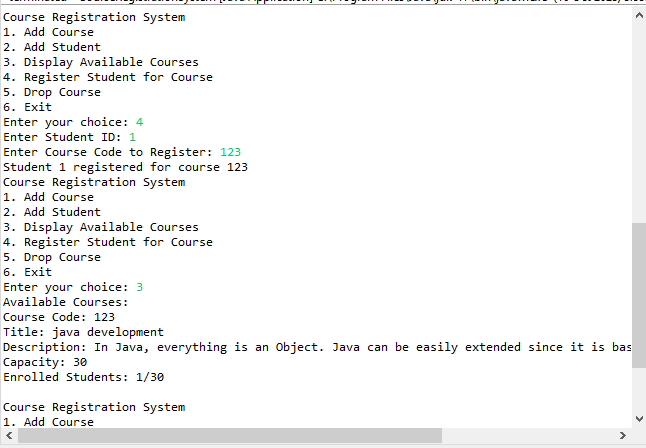 Course Registration System
1. Add Course
2. Add Student
3. Display Available Courses
4. Register Student for Course
5. Drop Course
6. Exit
Enter your choice: 4
Enter Student ID: 1
Enter Course Code to Register: 123
Student 1 registered for course 123
Course Registration System
1. Add Course
2. Add Student
3. Display Available Courses
4. Register Student for Course
5. Drop Course
6. Exit
Enter your choice: 3
Available Courses:
Course Code: 123
Title: java development
Description: In Java, everything is an Object. Java can be easily extended since it is bas
Capacity: 30
Enrolled Students: 1/30
Course Registration System
1. Add Course